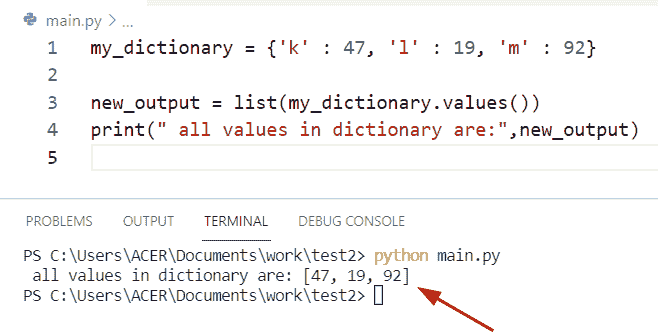 main.py > ...
1 my_dictionary = {'k' : 47, 'l' : 19, 'm' : 92}
2
3 new_output = list(my_dictionary.values())
4 print(" all values in dictionary are:",new_output)
5
PROBLEMS OUTPUT TERMINAL DEBUG CONSOLE
PS C:\Users\ACER\Documents\work\test2> python main.py
 all values in dictionary are: [47, 19, 92]
PS C:\Users\ACER\Documents\work\test2>